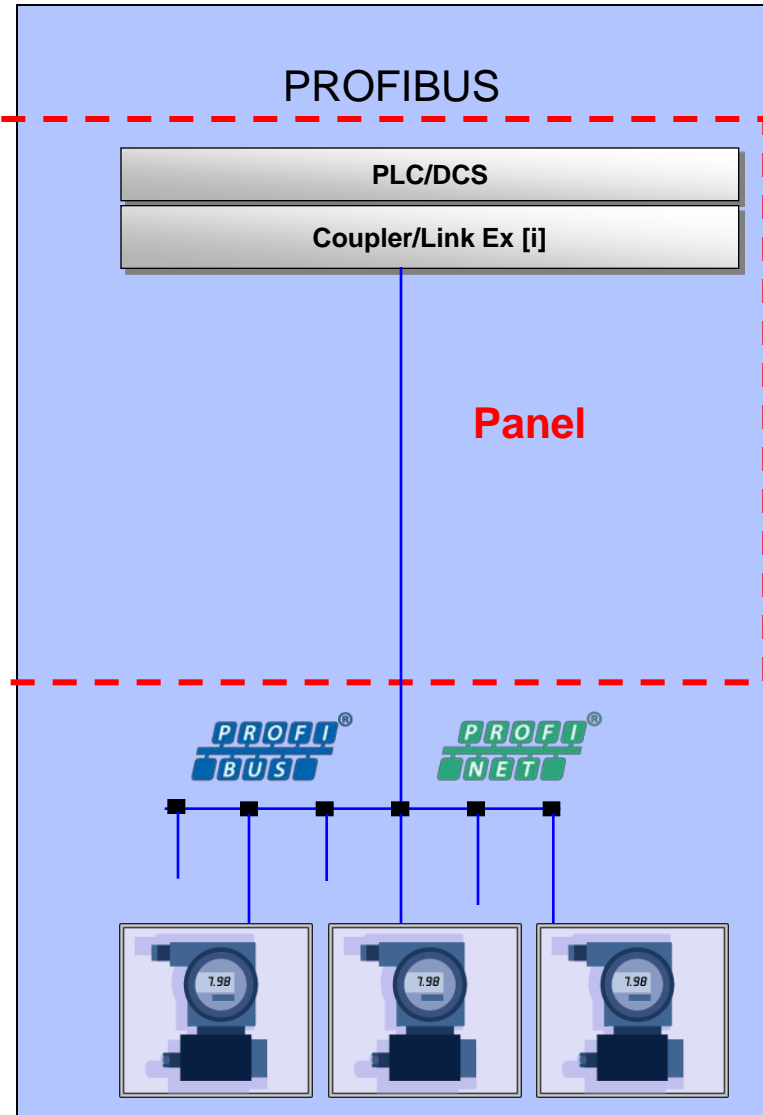 PROFIBUS
PLC/DCS
Coupler/Link Ex [i]
Panel
PROFI®
BUS
PROFI®
NET
7.98
7.98
7.98